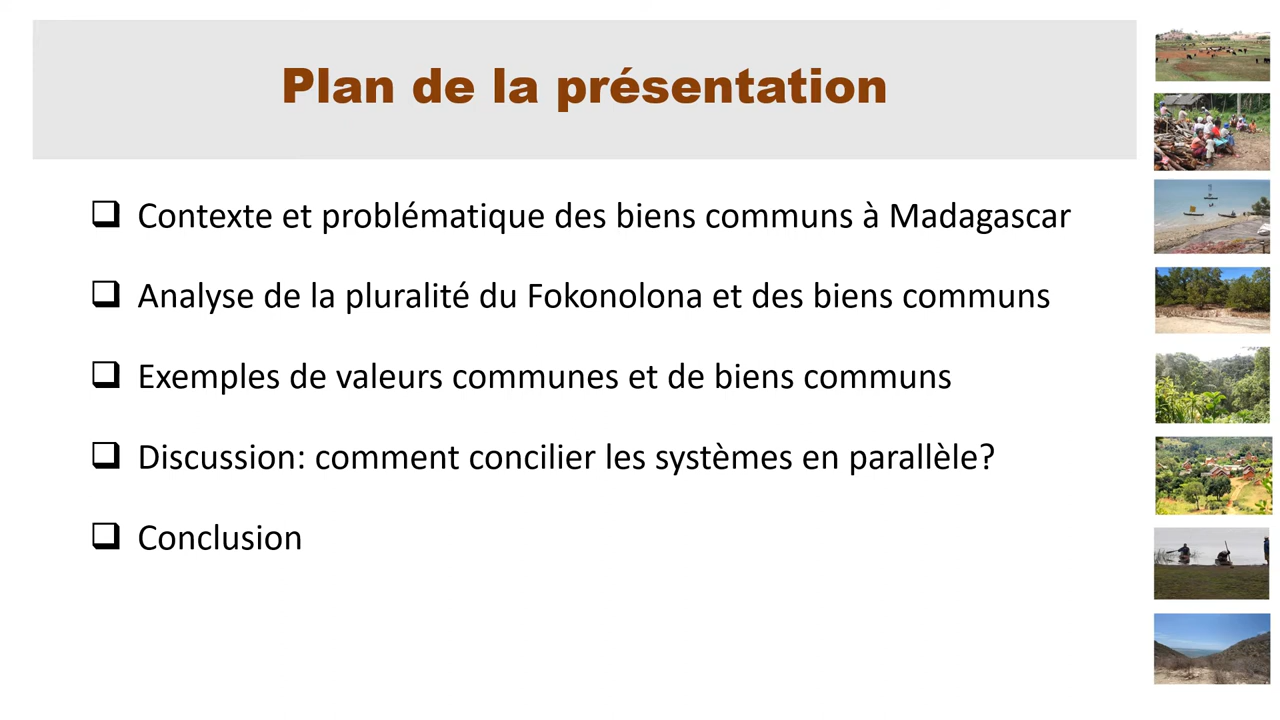 Plan de la présentation
Contexte et problématique des biens communs à Madagascar
Analyse de la pluralité du Fokonolona et des biens communs
Exemples de valeurs communes et de biens communs
Discussion: comment concilier les systèmes en parallèle?
Conclusion